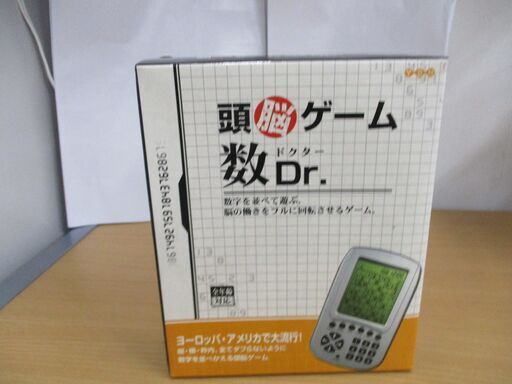 頭脳ゲーム
ドクター
数Dr.
数字を並べて遊ぶ、
脳の働きをフルに回転させるゲーム。
全年齢
対応
ヨーロッパ・アメリカで大流行!
縦・横・枠内、全てダブらないように
数字を並べかえる頭脳ゲーム